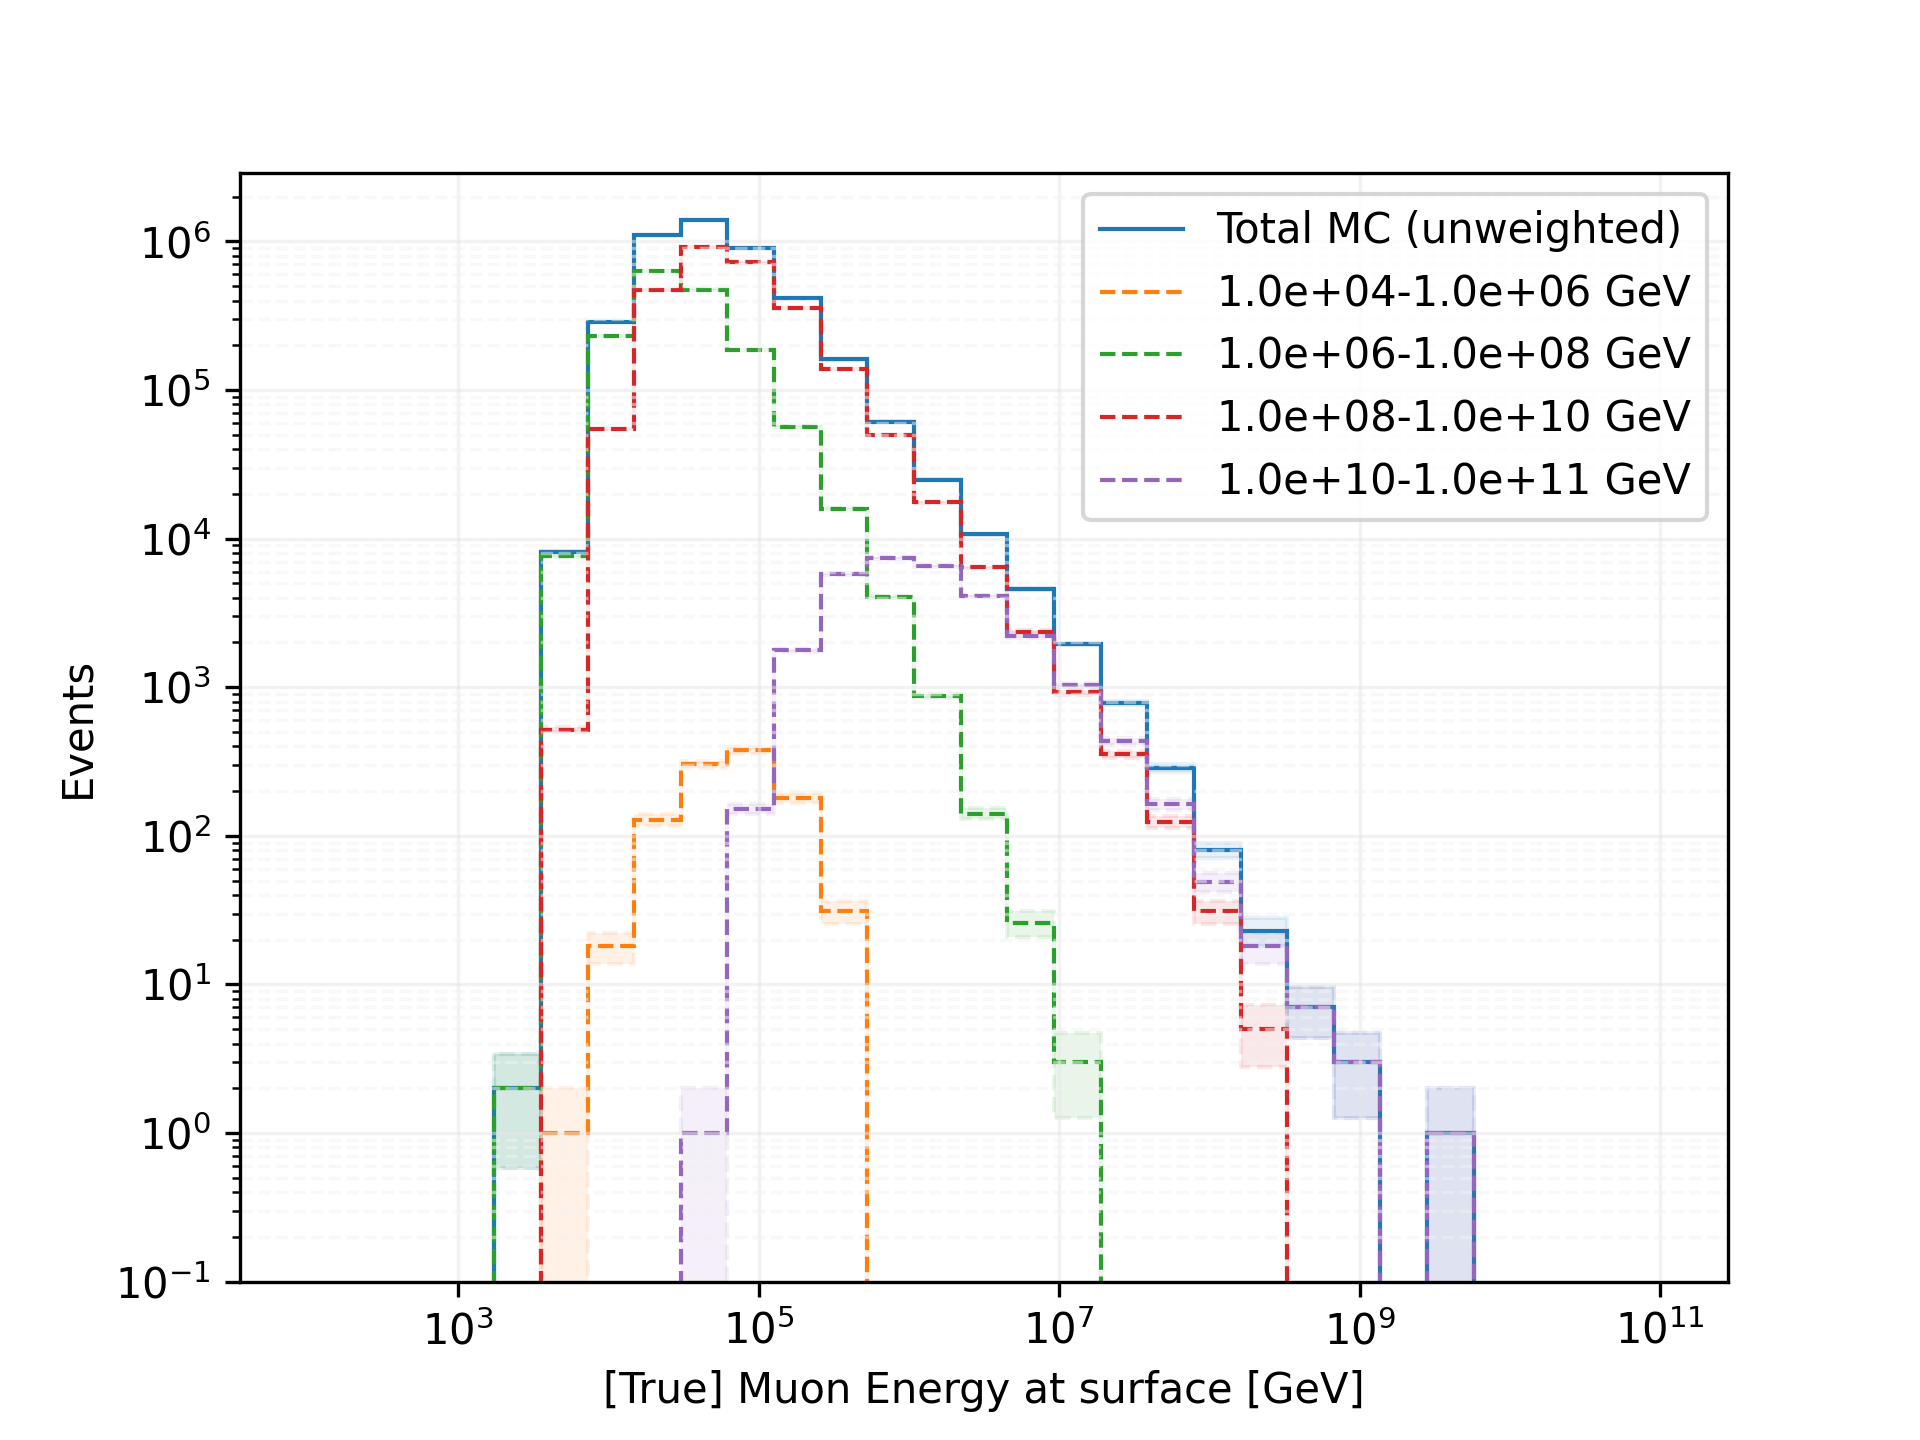 Total MC (unweighted)
1.0e+04-1.0e+06 GeV
1.0e+06-1.0e+08 GeV
1.0e+08-1.0e+10 GeV
1.0e+10-1.0e+11 GeV
10⁶
10⁵
10⁴
10³
10²
10¹
10⁰
10⁻¹
Events
10³ 10⁵ 10⁷ 10⁹ 10¹¹
[True] Muon Energy at surface [GeV]